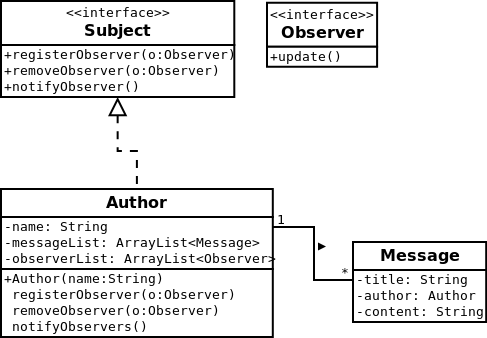 <<interface>>
Subject
+registerObserver(o:Observer)
+removeObserver(o:Observer)
+notifyObserver()
<<interface>>
Observer
+update()
Author
-name: String
-messageList: ArrayList<Message>
-observerList: ArrayList<Observer>
+Author(name:String)
registerObserver(o:Observer)
removeObserver(o:Observer)
notifyObservers()
1
*
Message
-title: String
-author: Author
-content: String